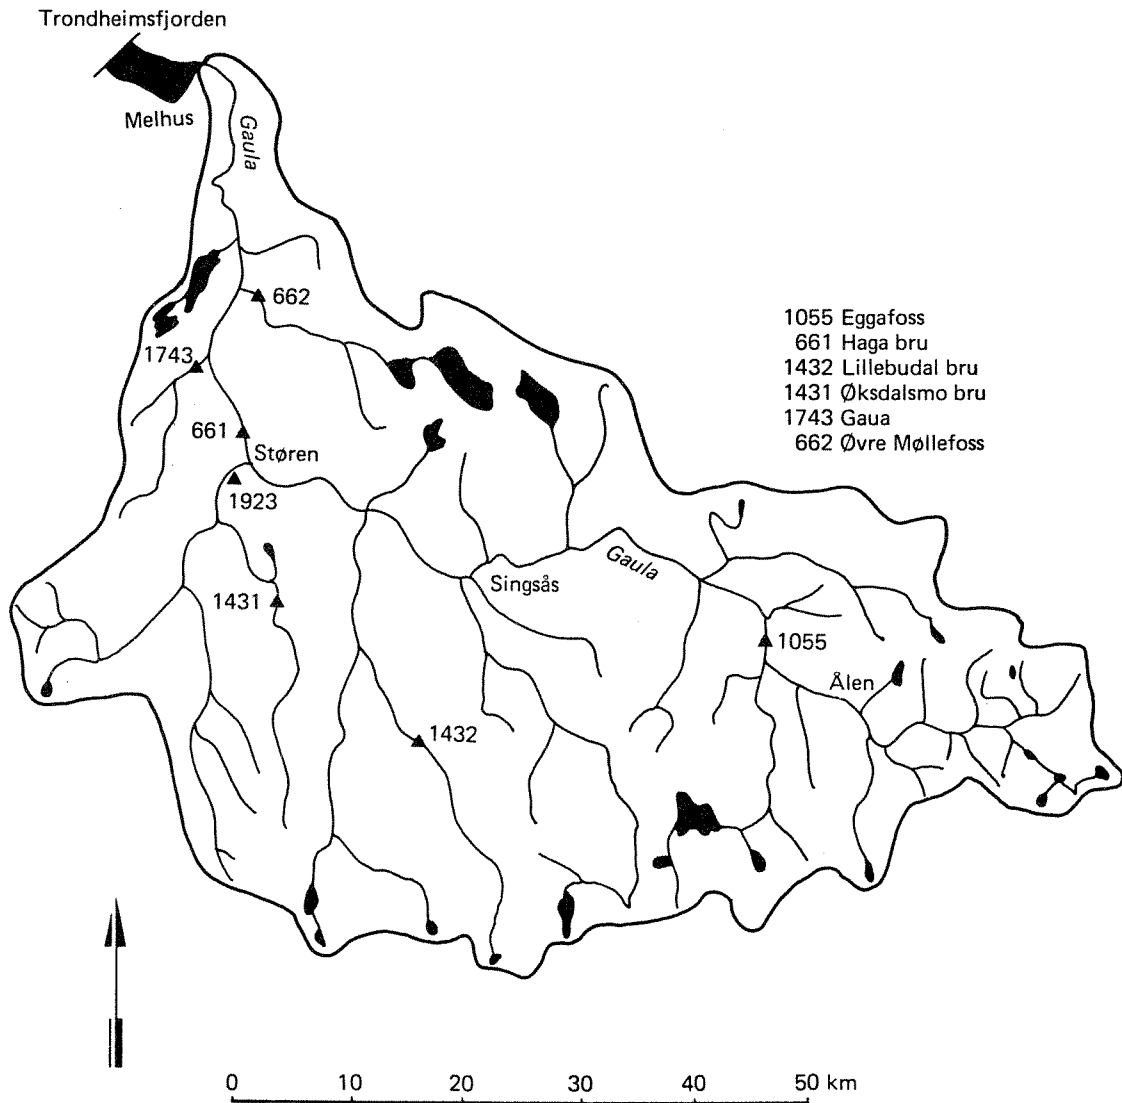 Trondheimsfjorden
Melhus
Gaula
662
1743
661
Støren
1923
1431
Singsås
Gaula
1055
Ålen
1432
1055 Eggafoss
661 Haga bru
1432 Lillebudal bru
1431 Øksdalsmo bru
1743 Gaua
662 Øvre Møllefoss
0 10 20 30 40 50 km